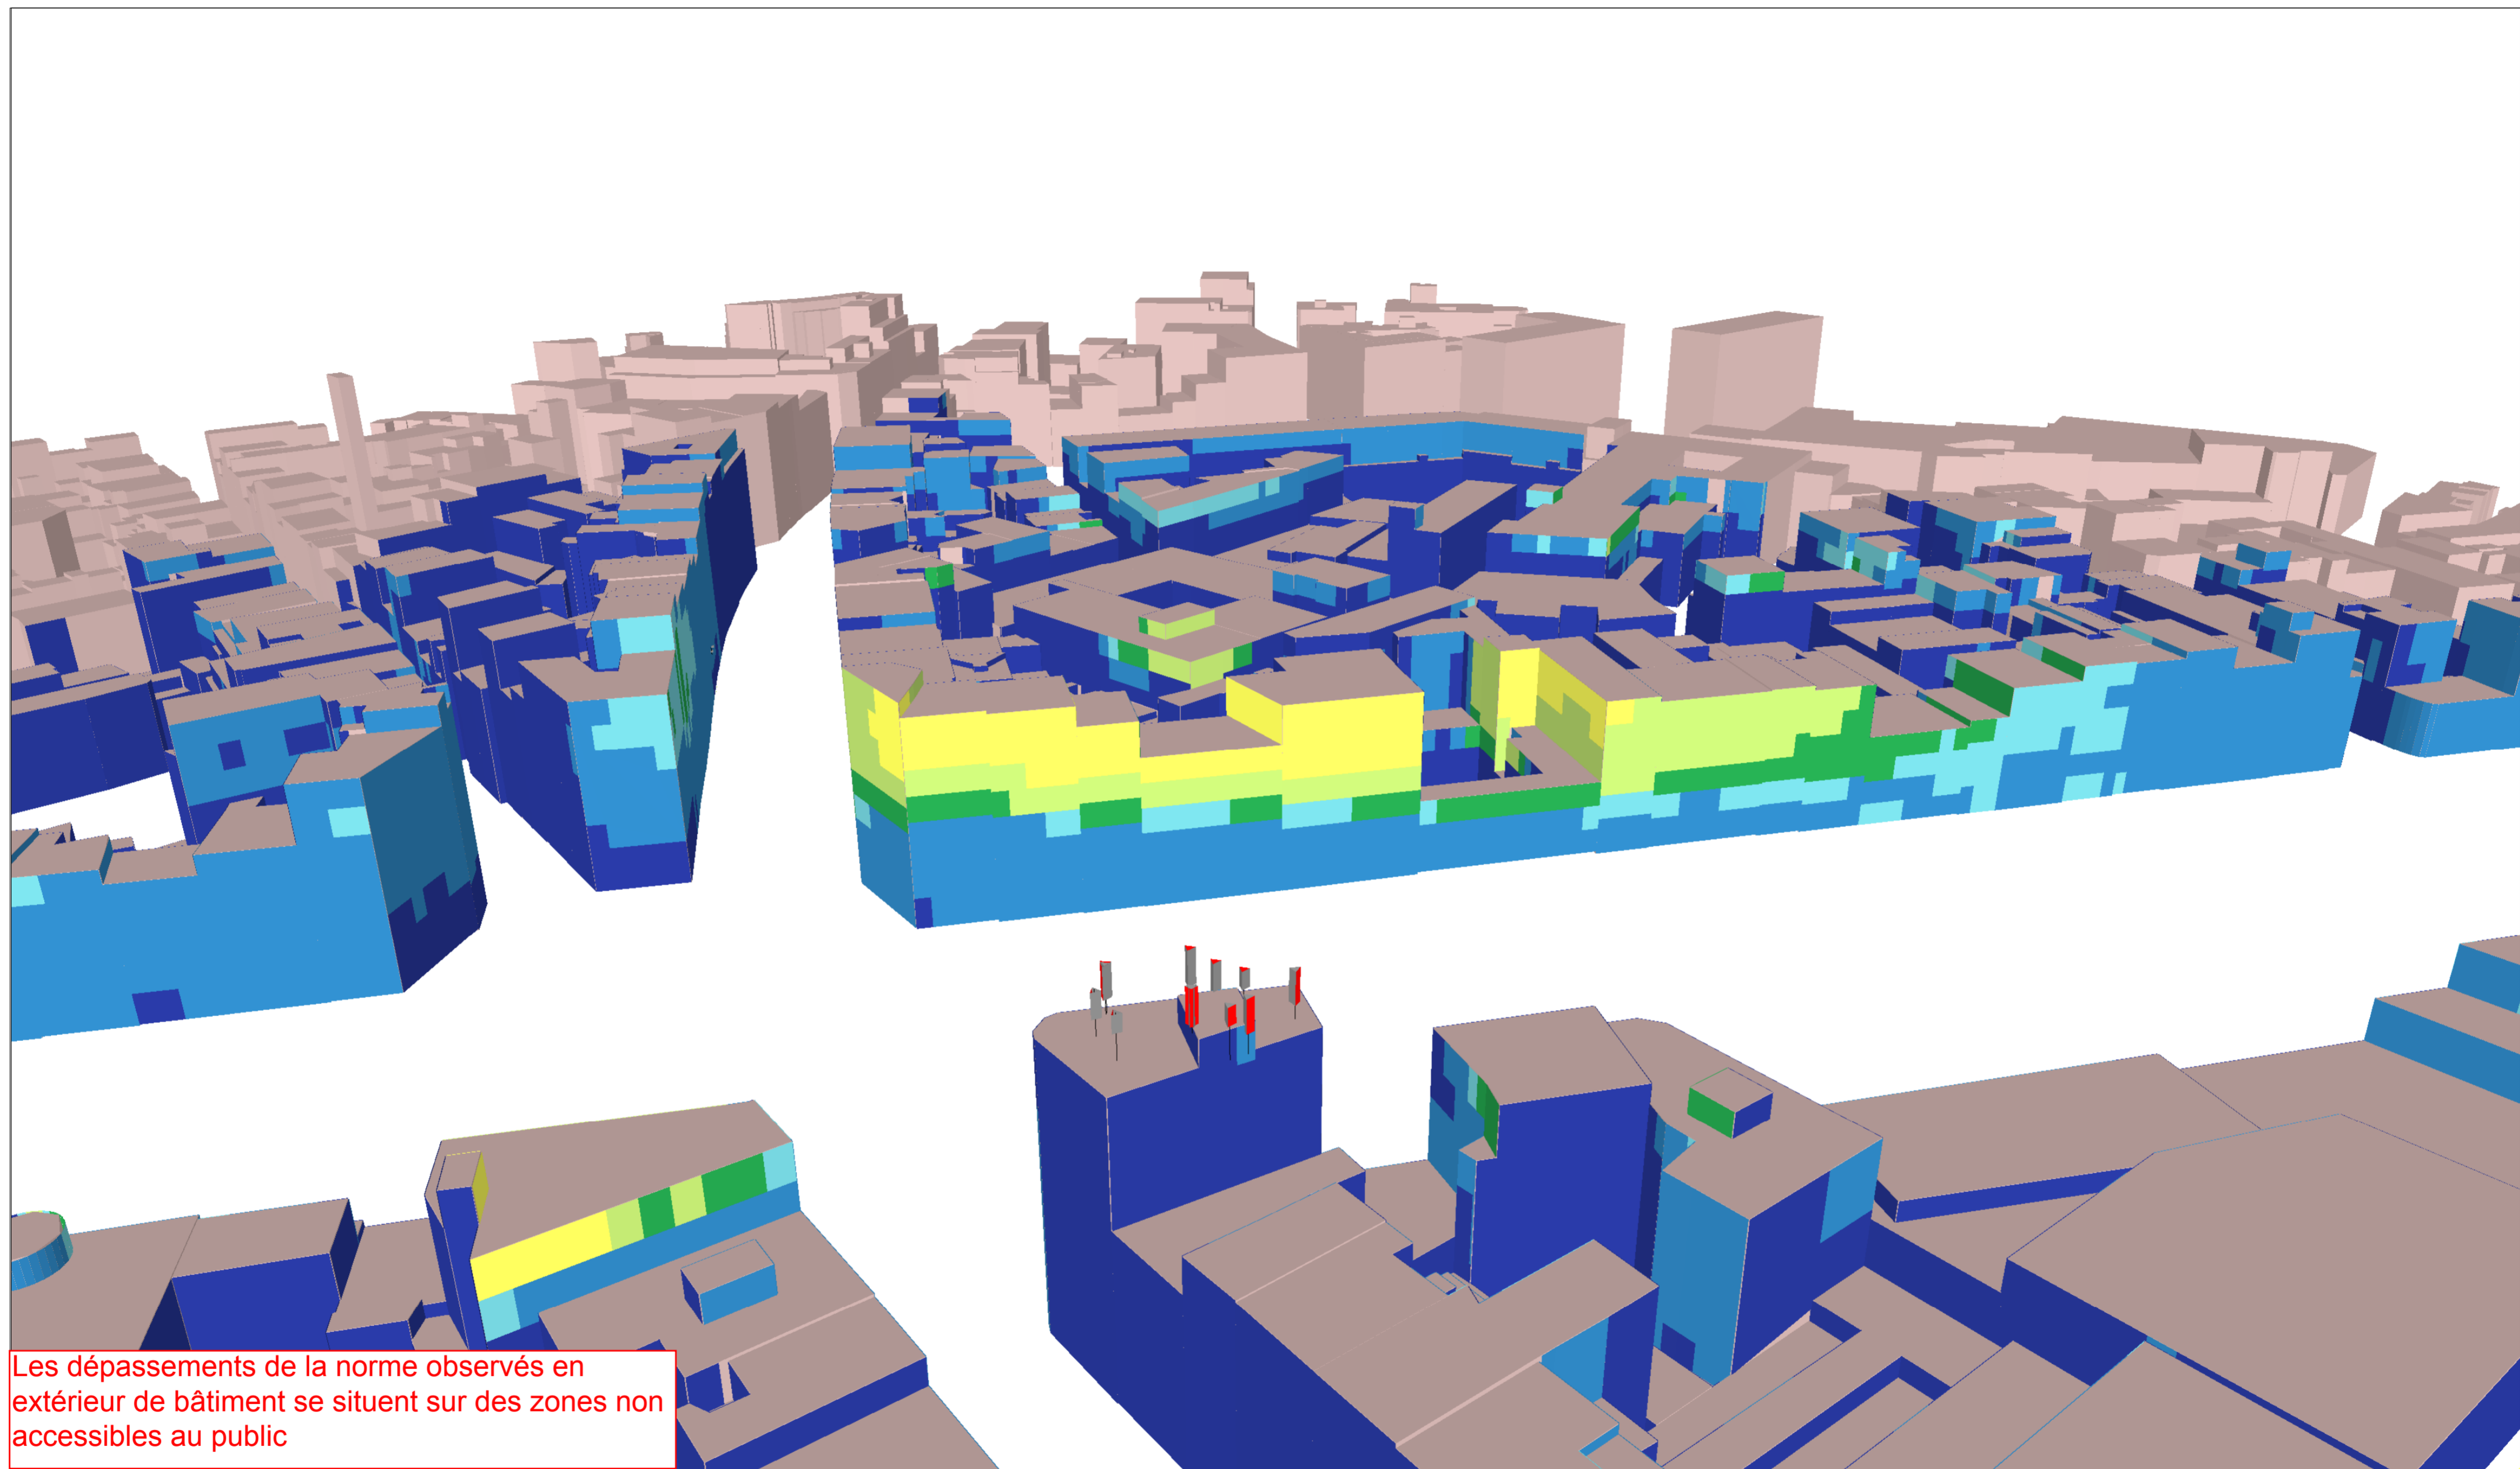 Les dépassements de la norme observés en
extérieur de bâtiment se situent sur des zones non
accessibles au public